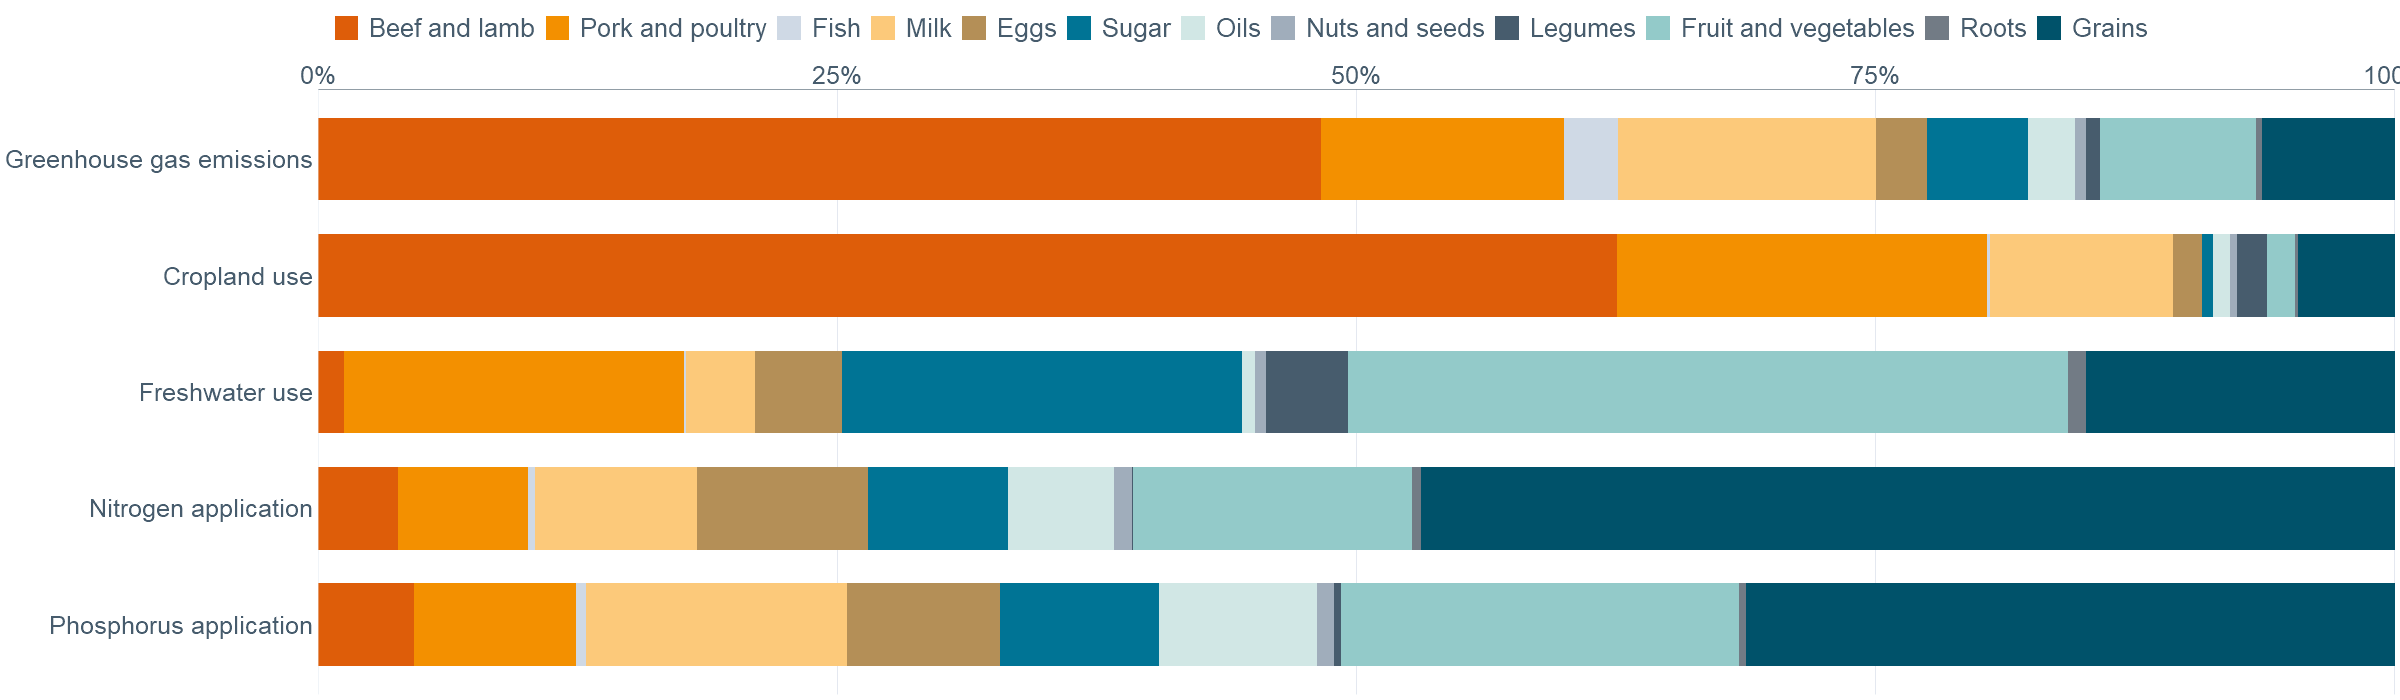 Beef and lamb Pork and poultry Fish Milk Eggs Sugar Oils Nuts and seeds Legumes Fruit and vegetables Roots Grains
0% 25% 50% 75% 100
Greenhouse gas emissions
Cropland use
Freshwater use
Nitrogen application
Phosphorus application